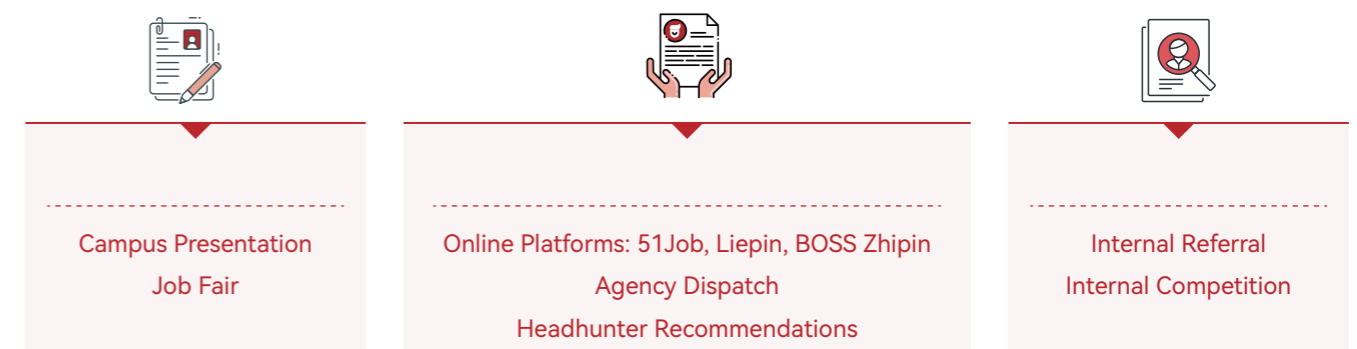 Campus Presentation
Job Fair
Online Platforms: 51Job, Liepin, BOSS Zhipin
Agency Dispatch
Headhunter Recommendations
Internal Referral
Internal Competition